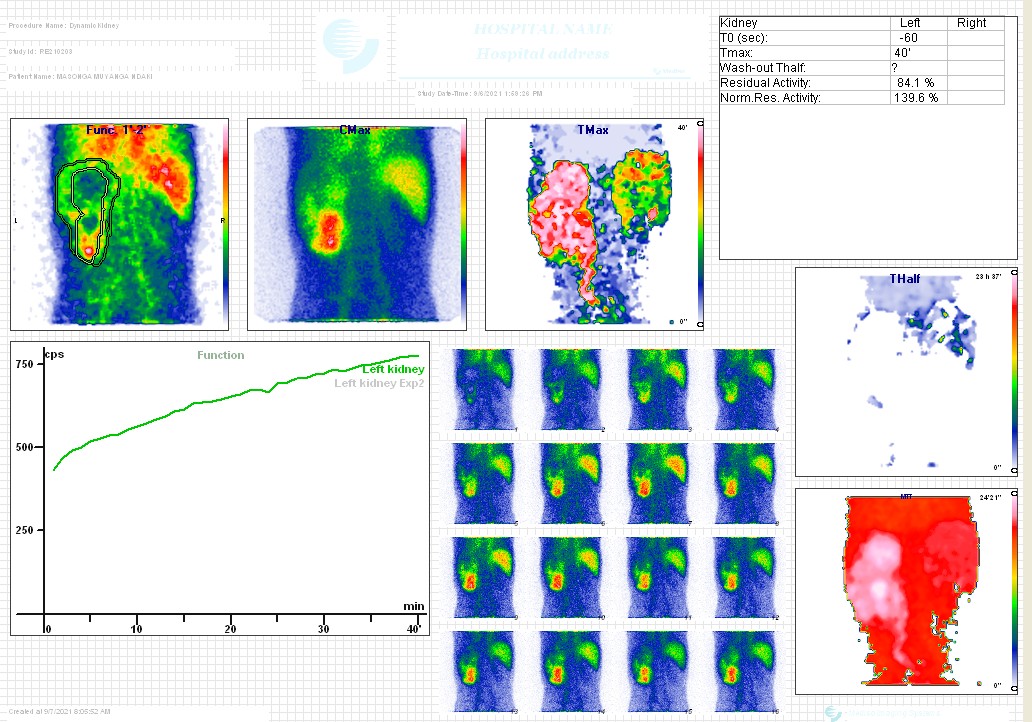 Procedure Name: Dynamic Kidney
Study Id: RE210203
Patient Name: MASONGA MUYANGA NDAKI
HOSPITAL NAME
Hospital address
Study Date-Time: 9/6/2021 1:59:26 PM
Kidney Left Right
T0 (sec): -60
Tmax: 40'
Wash-out Thalf: ?
Residual Activity: 84.1 %
Norm.Res. Activity: 139.6 %
Func. 1'-2'
L
R
CMax
TMax
40'
0''
THalf
23 h 37'
0''
cps
Function
Left kidney
Left kidney Exp2
750
500
250
min
0 10 20 30 40'
1 2 3 4
5 6 7 8
9 10 11 12
13 14 15 16
MTT
24'21''
0''
Created at 9/7/2021 8:06:52 AM